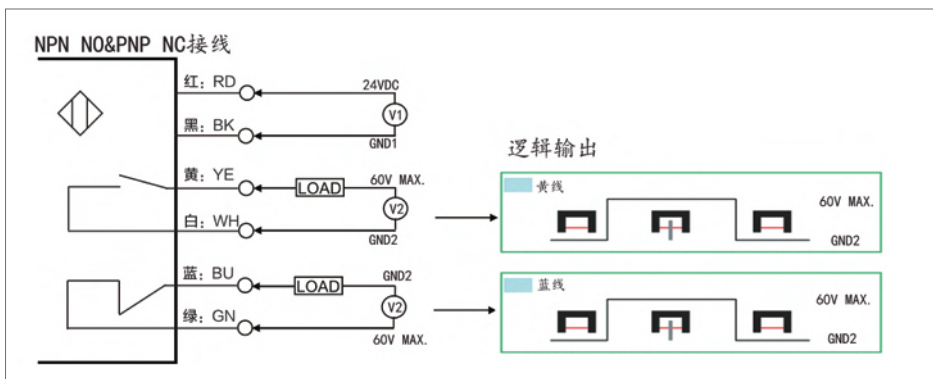 NPN NO&PNP NC接线
红: RD
24VDC
V1
黑: BK
GND1
黄: YE
LOAD
60V MAX.
V2
白: WH
GND2
蓝: BU
LOAD
GND2
V2
绿: GN
60V MAX.
逻辑输出
黄线
60V MAX.
GND2
蓝线
60V MAX.
GND2